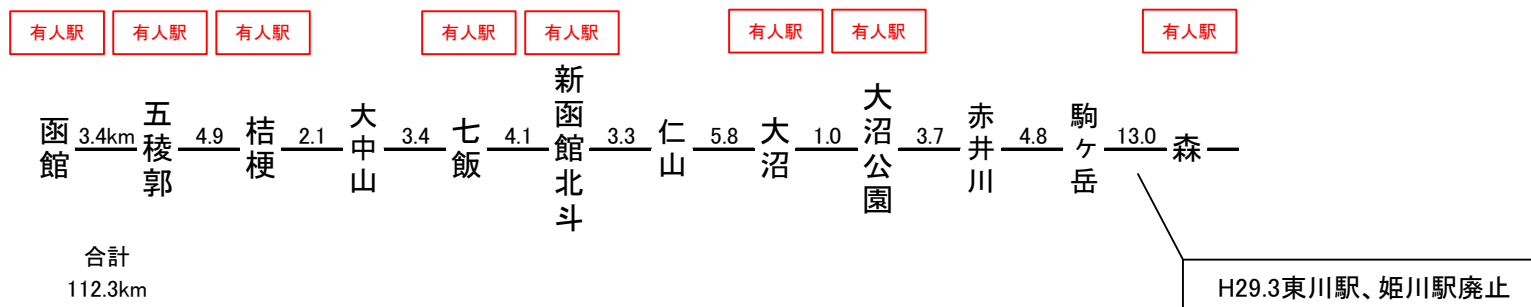 有人駅 有人駅 有人駅 有人駅 有人駅 有人駅 有人駅 有人駅
函館 3.4km 五稜郭 4.9 桔梗 2.1 大中山 3.4 七飯 4.1 新函館北斗 3.3 仁山 5.8 大沼 1.0 大沼公園 3.7 赤井川 4.8 駒ヶ岳 13.0 森
合計
112.3km
H29.3東川駅、姫川駅廃止